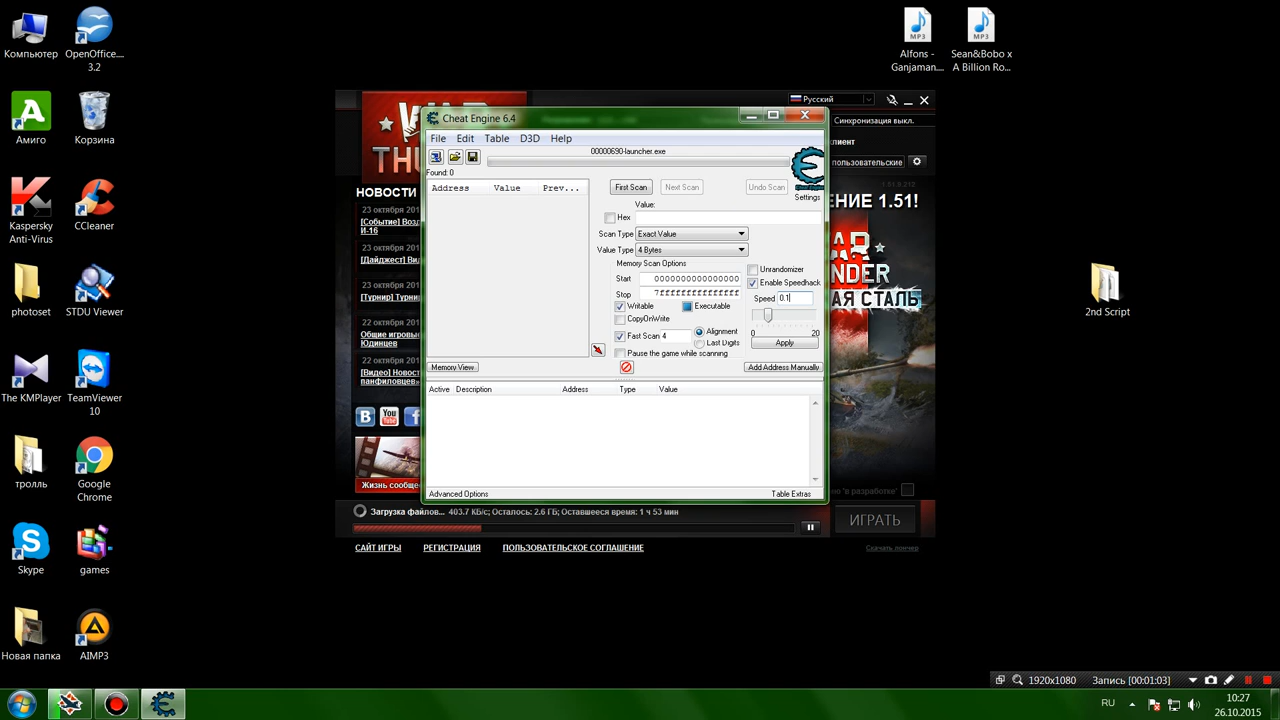 Компьютер
OpenOffice....
3.2
Амиго
Корзина
Kaspersky
Anti-Virus
CCleaner
photoset
STDU Viewer
The KMPlayer
TeamViewer
10
тролль
Google
Chrome
Skype
games
Новая папка
AIMP3
MP3
Alfons -
Ganjaman....
MP3
Sean&Bobo x
A Billion Ro...
2nd Script
Русский
Синхронизация выкл.
клиент
пользовательские
1.51.9.212
ЕНИЕ 1.51!
НОВОСТИ
23 октября 201
[Событие] Возд
И-16
23 октября 201
[Дайджест] Ви
23 октября 201
[Турнир] Турни
22 октября 201
Общие игровы
Юдинцев
22 октября 201
[Видео] Новост
панфиловцев»
Жизнь сообще
Cheat Engine 6.4
File Edit Table D3D Help
00000690-launcher.exe
Found: 0
Address Value Prev...
First Scan Next Scan Undo Scan
Settings
Value:
Hex
Scan Type Exact Value
Value Type 4 Bytes
Memory Scan Options
Start 0000000000000000
Stop 7fffffffffffffff
Writable Executable
CopyOnWrite
Fast Scan 4 Alignment
Last Digits
Pause the game while scanning
Unrandomizer
Enable Speedhack
Speed 0.1
0 20
Apply
Memory View
Add Address Manually
Active Description Address Type Value
Advanced Options
Table Extras
"в разработке"
Загрузка файлов... 403.7 КБ/с; Осталось: 2.6 ГБ; Оставшееся время: 1 ч 53 мин
ИГРАТЬ
САЙТ ИГРЫ РЕГИСТРАЦИЯ ПОЛЬЗОВАТЕЛЬСКОЕ СОГЛАШЕНИЕ
Скачать лончер
1920x1080 Запись [00:01:03]
RU
10:27
26.10.2015